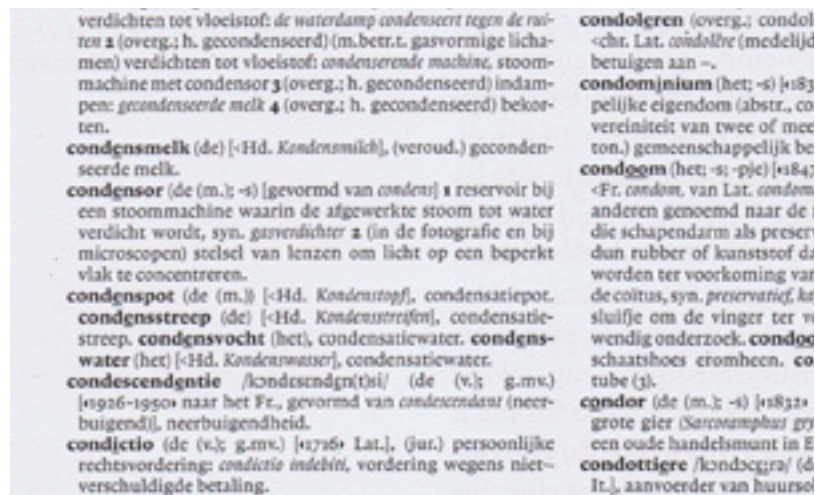 verdichten tot vloeistof: de waterdamp condenseert tegen de rui-
ten 2 (overg.; h. gecondenseerd) (m.betr.t. gasvormige licha-
men) verdichten tot vloeistof: condenserende machine, stoom-
machine met condensor 3 (overg.; h. gecondenseerd) indam-
pen: gecondenseerde melk 4 (overg.; h. gecondenseerd) bekor-
ten.
condensmelk (de) [<Hd. Kondensmilch], (veroud.) geconden-
seerde melk.
condensor (de (m.); -s) [gevormd van condens] 1 reservoir bij
een stoommachine waarin de afgewerkte stoom tot water
verdicht wordt, syn. gasverdichter 2 (in de fotografie en bij
microscopen) stelsel van lenzen om licht op een beperkt
vlak te concentreren.
condenspot (de (m.)) [<Hd. Kondenstopf], condensatiepot.
condensstreep (de) [<Hd. Kondensstreifen], condensatie-
streep. condensvocht (het), condensatiewater. condens-
water (het) [<Hd. Kondenswasser], condensatiewater.
condescendentie /kɔndɛsɛndɛn(t)si/ (de (v.); g.mv.)
[•1926-1950• naar het Fr., gevormd van condescendant (neer-
buigend)], neerbuigendheid.
condictio (de (v.); g.mv.) [•1716• Lat.], (jur.) persoonlijke
rechtsvordering: condictio indebiti, vordering wegens niet-
verschuldigde betaling.
condoleren (overg.; condol
<chr. Lat. condolēre (medelijd
betuigen aan –.
condominium (het; -s) [•183
pelijke eigendom (abstr., co
vereiniteit van twee of mee
ton.) gemeenschappelijk be
condoom (het; -s; -pje) [•1847
<Fr. condom, van Lat. condom
anderen genoemd naar de
die schapendarm als preserv
dun rubber of kunststof da
worden ter voorkoming van
de coïtus, syn. preservatief, ka
sluifje om de vinger ter v
wendig onderzoek. condoo
schaatshoes eromheen. co
tube (3).
condor (de (m.); -s) [•1832•
grote gier (Sarcoramphus gry
een oude handelsmunt in E
condottiere /kɔndɔtjɛrə/ (d
It.], aanvoerder van huursol